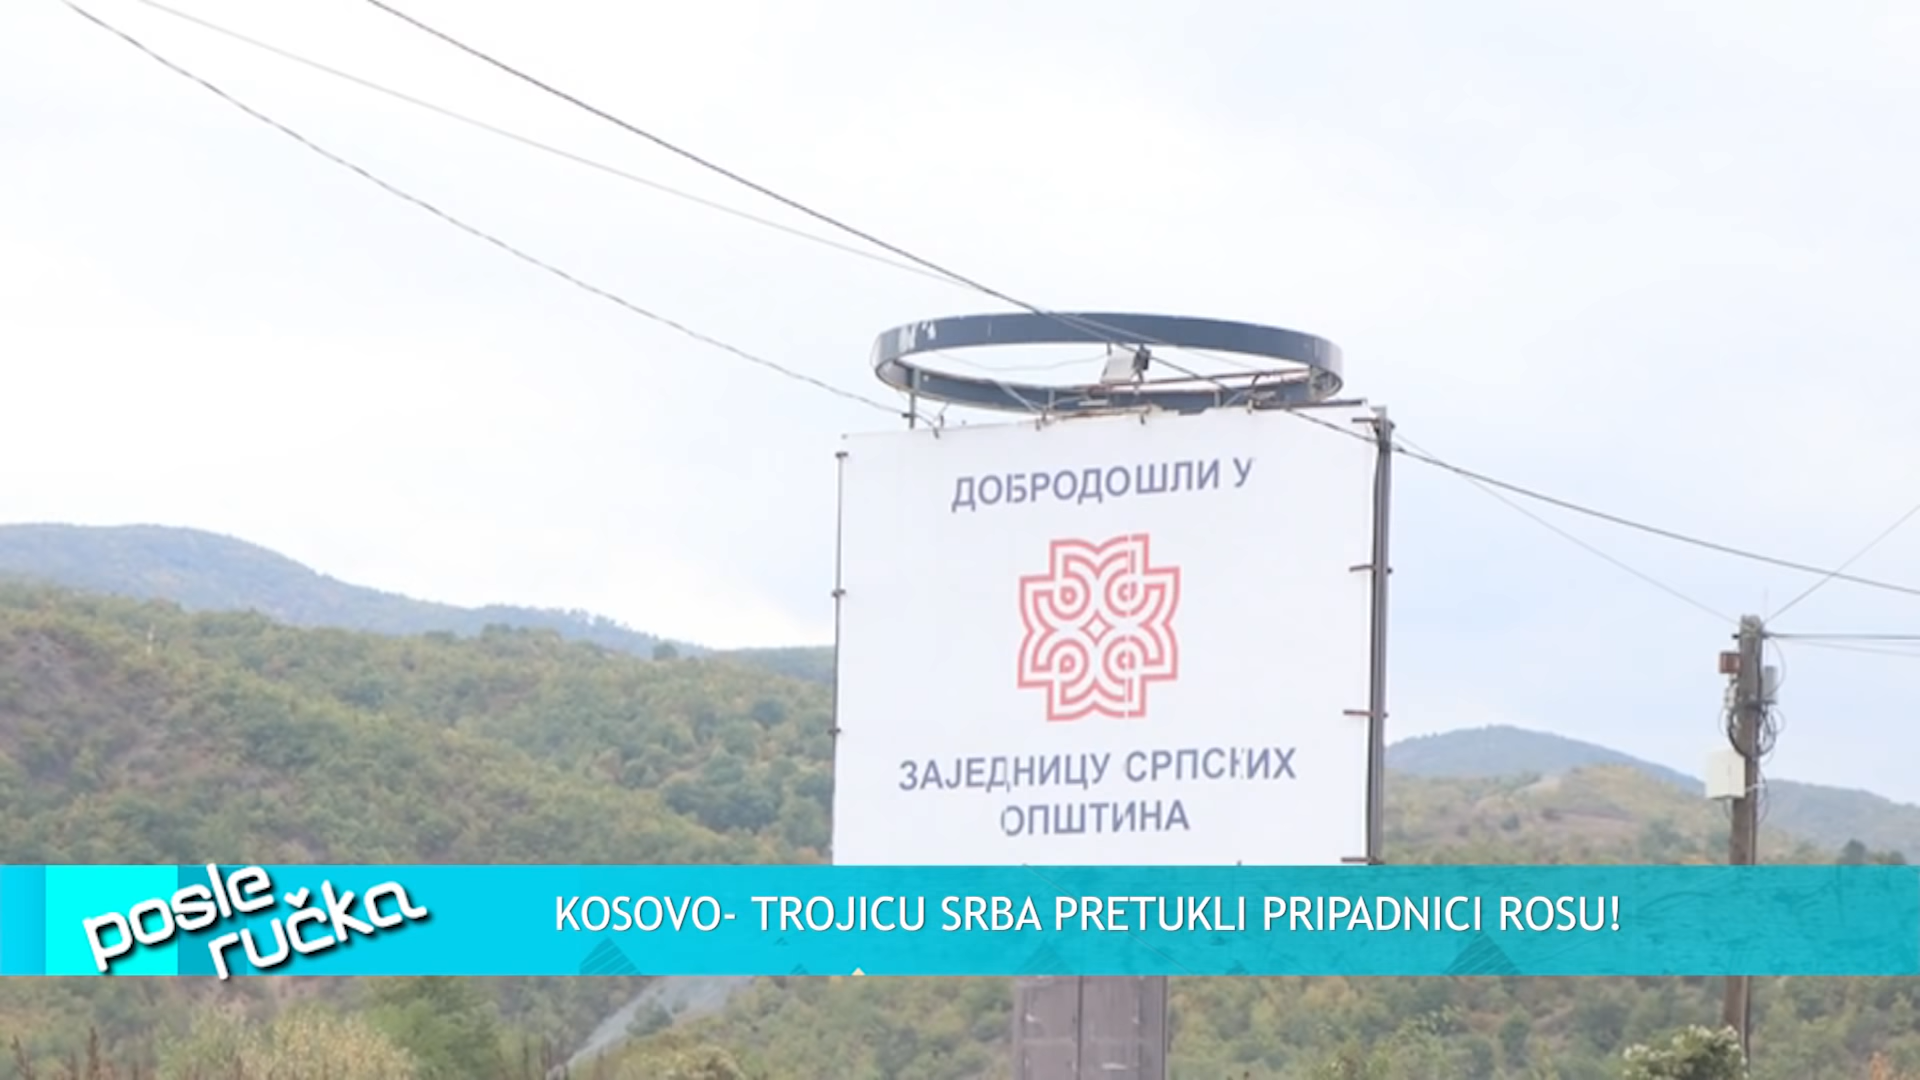 ДОБРОДОШЛИ У
ЗАЈЕДНИЦУ СРПСКИХ
ОПШТИНА
posle
ručka
KOSOVO- TROJICU SRBA PRETUKLI PRIPADNICI ROSU!